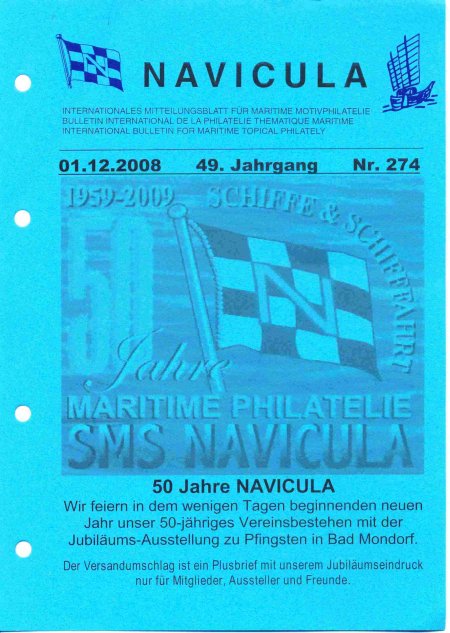 NAVICULA
INTERNATIONALES MITTEILUNGSBLATT FÜR MARITIME MOTIVPHILATELIE
BULLETIN INTERNATIONAL DE LA PHILATELIE THEMATIQUE MARITIME
INTERNATIONAL BULLETIN FOR MARITIME TOPICAL PHILATELY
01.12.2008 49. Jahrgang Nr. 274
1959-2009 SCHIFFE & SCHIFFFAHRT
50
N
Jahre
MARITIME PHILATELIE
SMS NAVICULA
50 Jahre NAVICULA
Wir feiern in dem wenigen Tagen beginnenden neuen
Jahr unser 50-jähriges Vereinsbestehen mit der
Jubiläums-Ausstellung zu Pfingsten in Bad Mondorf.
Der Versandumschlag ist ein Plusbrief mit unserem Jubiläumseindruck
nur für Mitglieder, Aussteller und Freunde.